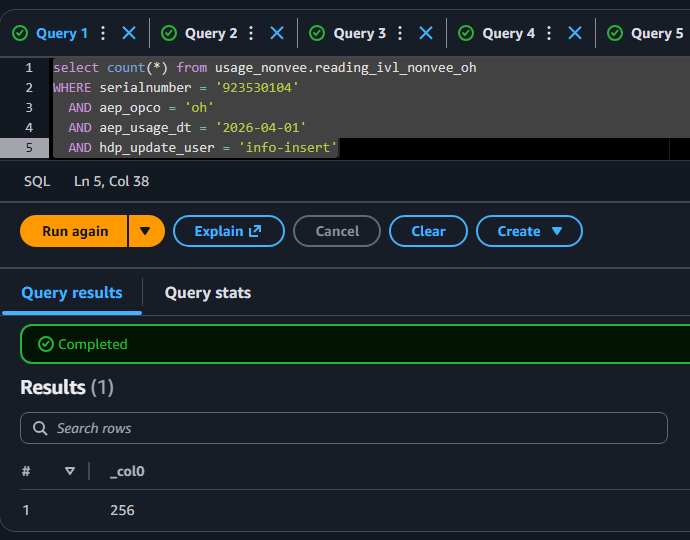 Query 1 Query 2 Query 3 Query 4 Query 5
1 select count(*) from usage_nonvee.reading_ivl_nonvee_oh
2 WHERE serialnumber = '923530104'
3 AND aep_opco = 'oh'
4 AND aep_usage_dt = '2026-04-01'
5 AND hdp_update_user = 'info-insert'
SQL Ln 5, Col 38
Run again Explain Cancel Clear Create
Query results Query stats
Completed
Results (1)
Search rows
# _col0
1 256